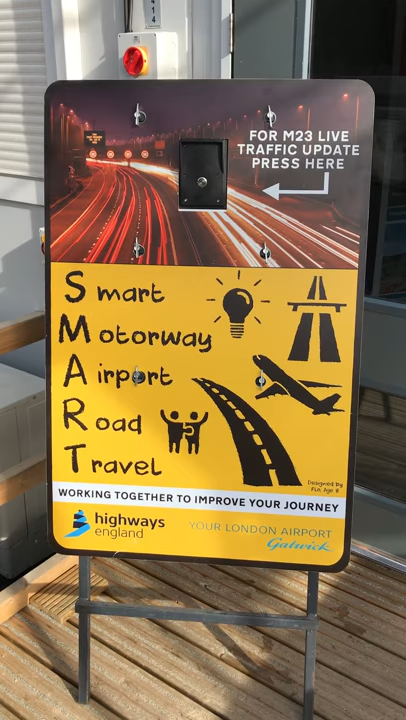 FOR M23 LIVE
TRAFFIC UPDATE
PRESS HERE
Smart
Motorway
Airport
Road
Travel
Designed by
WORKING TOGETHER TO IMPROVE YOUR JOURNEY
highways
england
YOUR LONDON AIRPORT
Gatwick